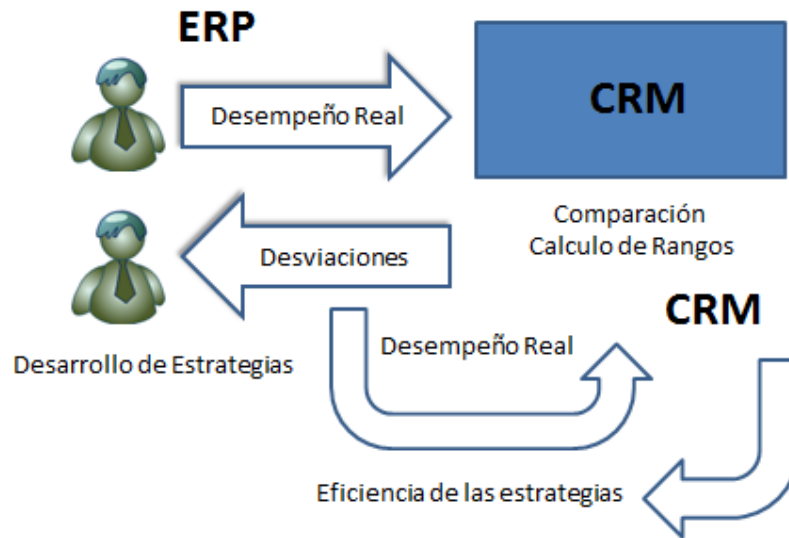 ERP
Desempeño Real
CRM
Comparación
Calculo de Rangos
Desviaciones
CRM
Desempeño Real
Desarrollo de Estrategias
Eficiencia de las estrategias